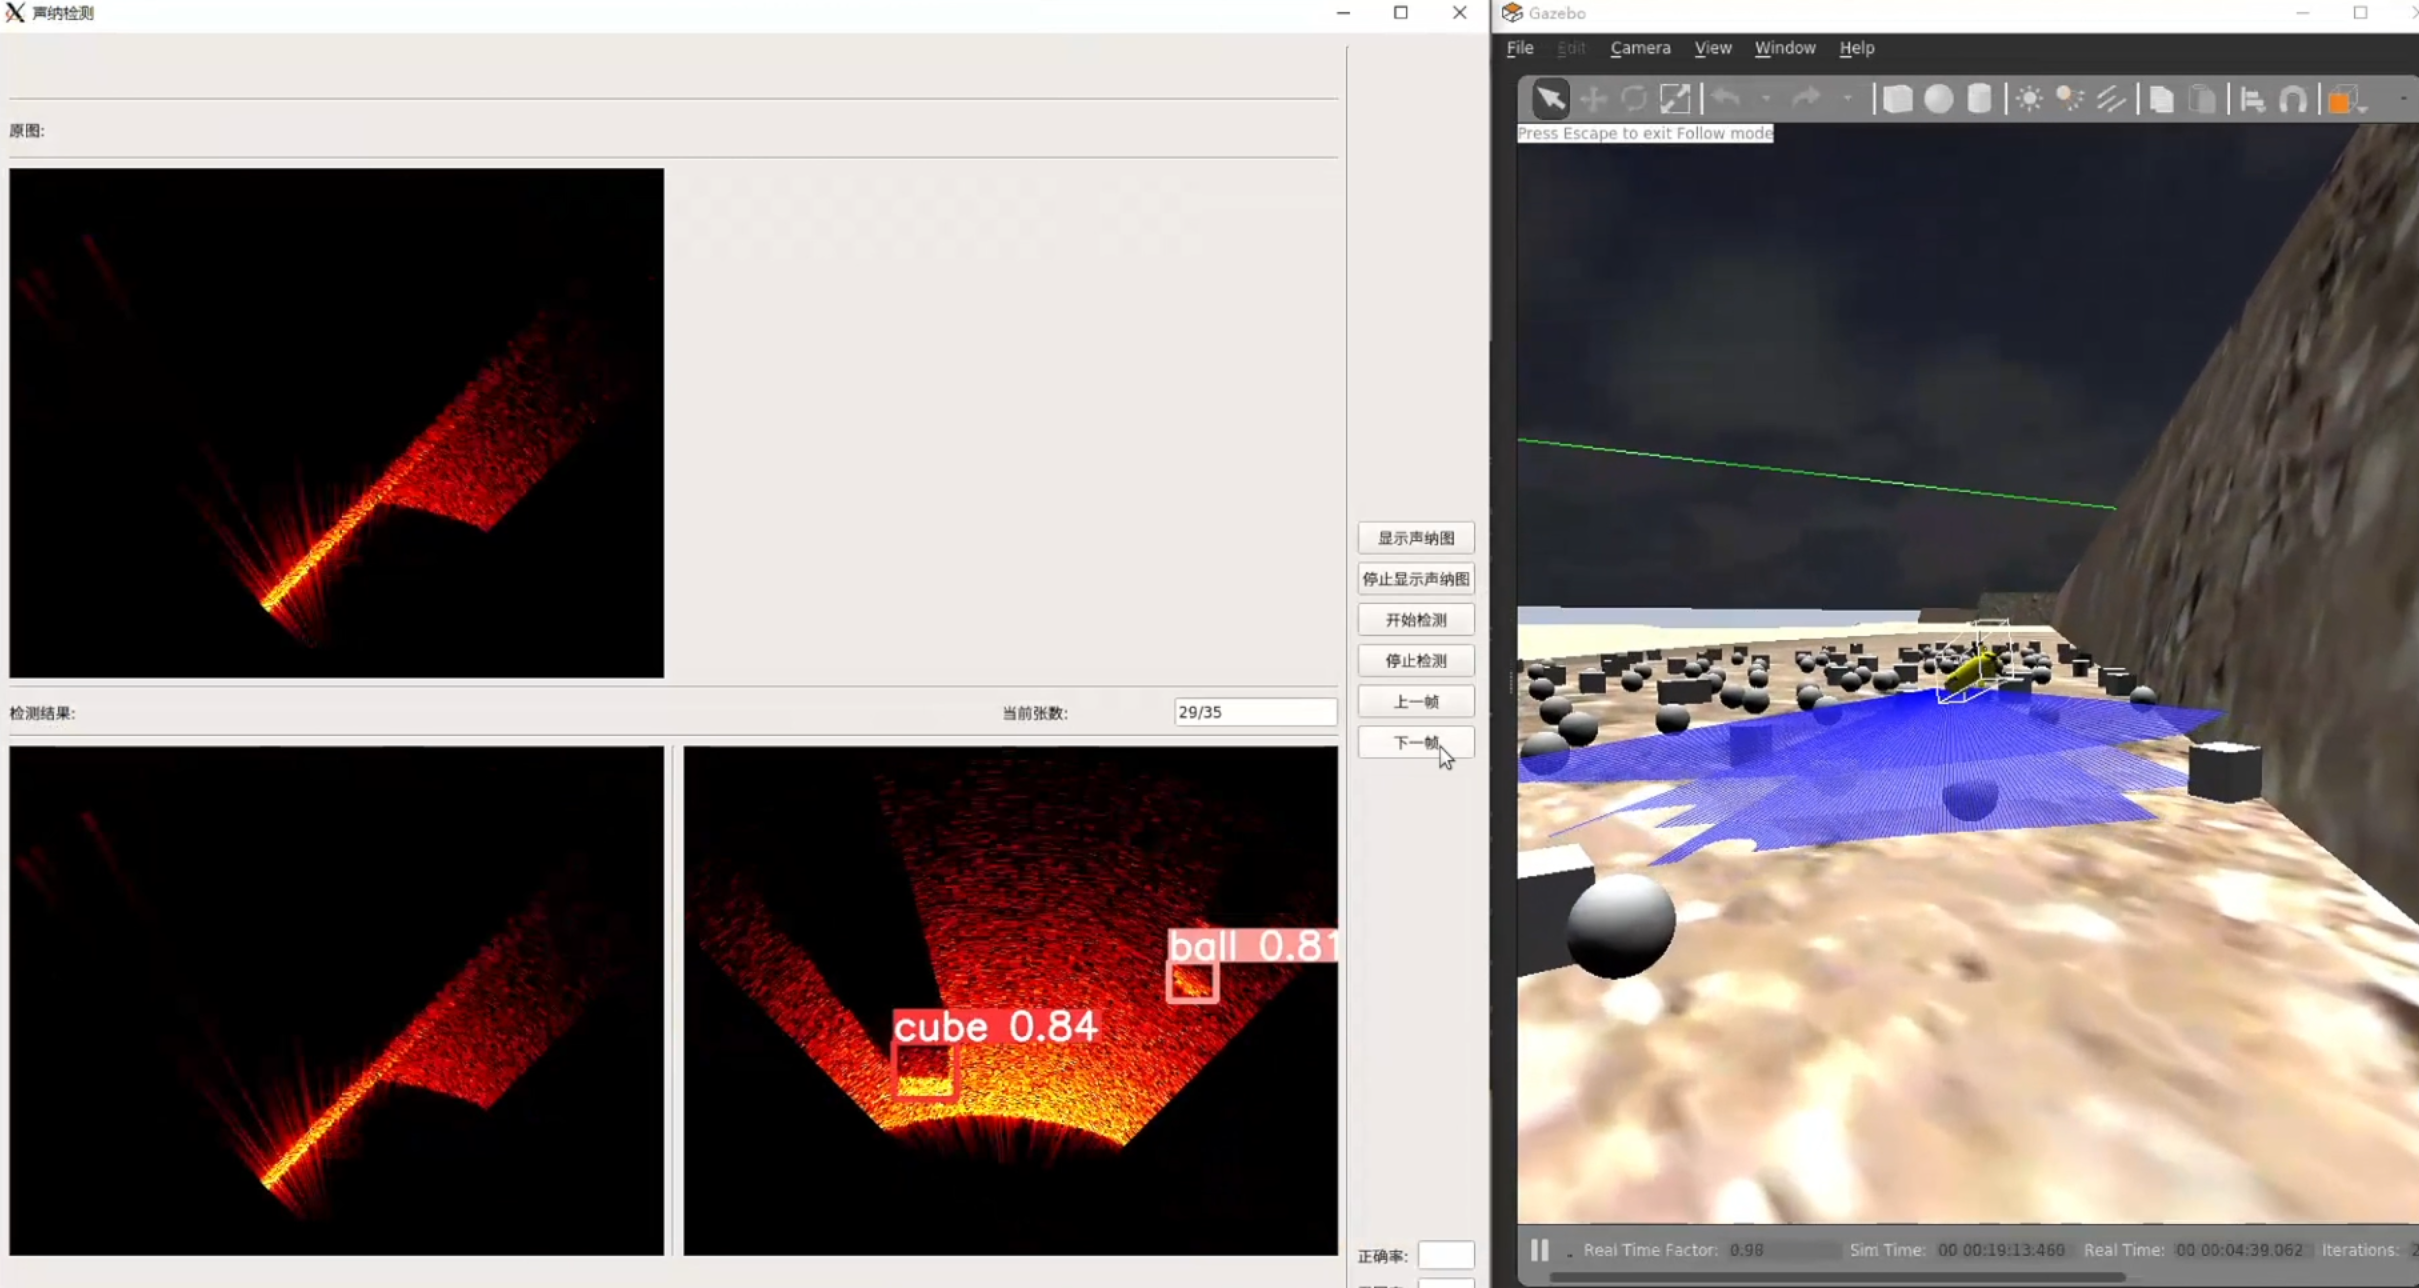 声纳检测
原图:
显示声纳图
停止显示声纳图
开始检测
停止检测
上一帧
下一帧
检测结果:
当前张数:
29/35
cube 0.84
ball 0.81
正确率:
Gazebo
File Edit Camera View Window Help
Press Escape to exit Follow mode
Real Time Factor: 0.98 Sim Time: 00 00:19:13.460 Real Time: 00 00:04:39.062 Iterations: